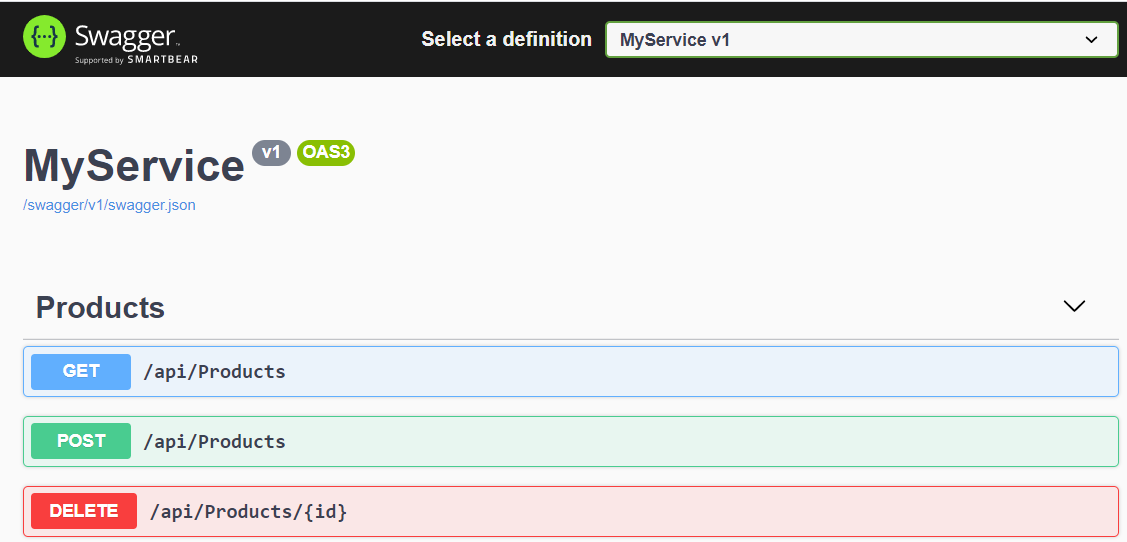 {...} Swagger™
Supported by SMARTBEAR
Select a definition
MyService v1
MyService v1 OAS3
/swagger/v1/swagger.json
Products
GET /api/Products
POST /api/Products
DELETE /api/Products/{id}